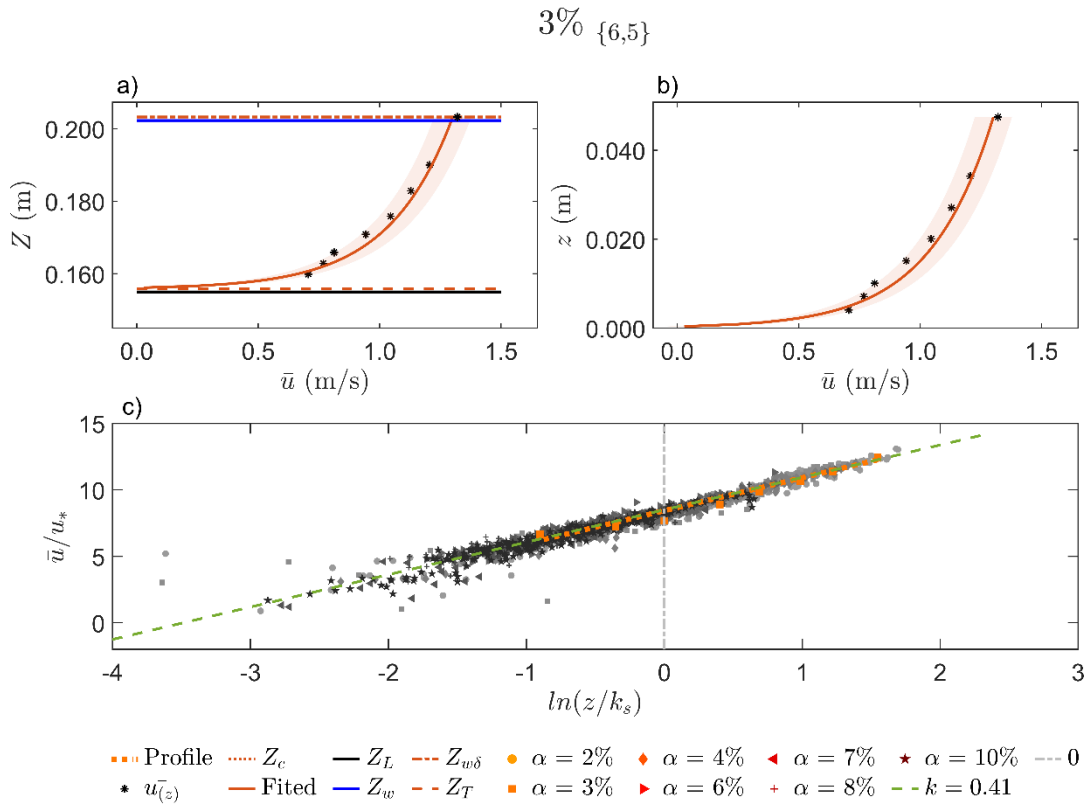 3% {6,5}
a)
0.200
0.180
0.160
Z (m)
0.0 0.5 1.0 1.5
ū (m/s)
b)
0.040
0.020
0.000
z (m)
0.0 0.5 1.0 1.5
ū (m/s)
c)
15
10
5
0
ū/u*
-4 -3 -2 -1 0 1 2 3
ln(z/ks)
Profile Zc ZL Zwδ α = 2% α = 4% α = 7% α = 10% 0
ū(z) Fited Zw ZT α = 3% α = 6% α = 8% k = 0.41